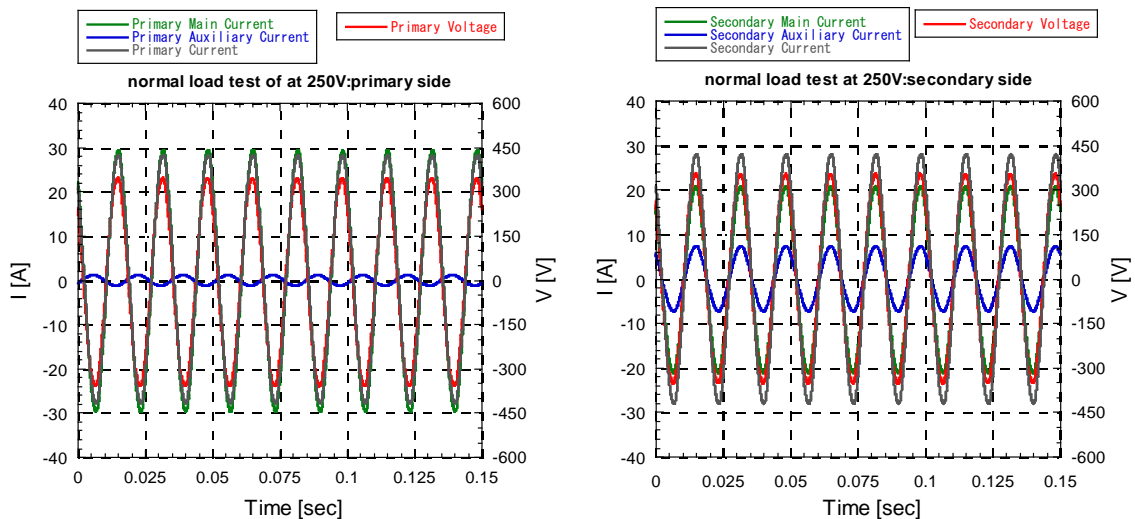 Primary Main Current
Primary Auxiliary Current
Primary Current
Primary Voltage
normal load test of at 250V:primary side
40
30
20
10
0
-10
-20
-30
-40
I [A]
600
450
300
150
0
-150
-300
-450
-600
V [V]
0 0.025 0.05 0.075 0.1 0.125 0.15
Time [sec]
Secondary Main Current
Secondary Auxiliary Current
Secondary Current
Secondary Voltage
normal load test at 250V:secondary side
40
30
20
10
0
-10
-20
-30
-40
I [A]
600
450
300
150
0
-150
-300
-450
-600
V [V]
0 0.025 0.05 0.075 0.1 0.125 0.15
Time [sec]